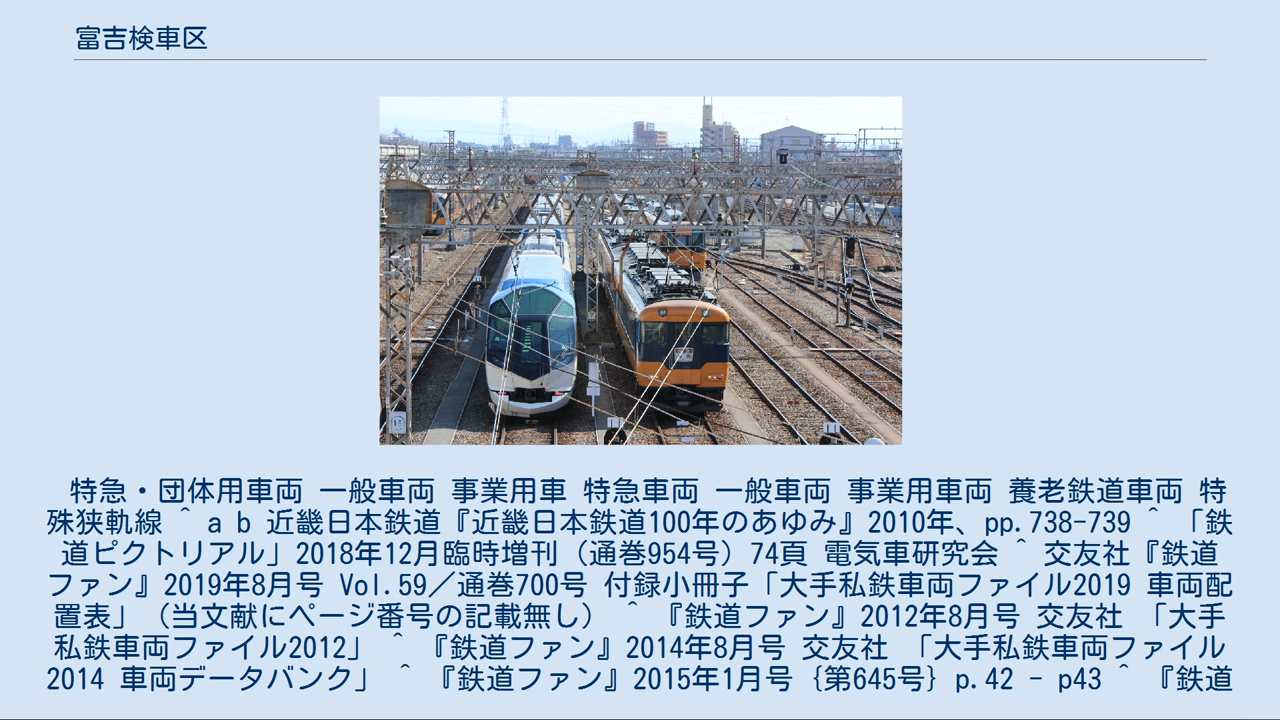 富吉検車区
特急・団体用車両 一般車両 事業用車 特急車両 一般車両 事業用車両 養老鉄道車両 特
殊狭軌線 ^ a b 近畿日本鉄道『近畿日本鉄道100年のあゆみ』2010年、pp.738-739 ^ 「鉄
道ピクトリアル」2018年12月臨時増刊（通巻954号）74頁 電気車研究会 ^ 交友社『鉄道
ファン』2019年8月号 Vol.59／通巻700号 付録小冊子「大手私鉄車両ファイル2019 車両配
置表」（当文献にページ番号の記載無し） ^ 『鉄道ファン』2012年8月号 交友社 「大手
私鉄車両ファイル2012」 ^ 『鉄道ファン』2014年8月号 交友社 「大手私鉄車両ファイル
2014 車両データバンク」 ^ 『鉄道ファン』2015年1月号｛第645号｝p.42 - p43 ^ 『鉄道